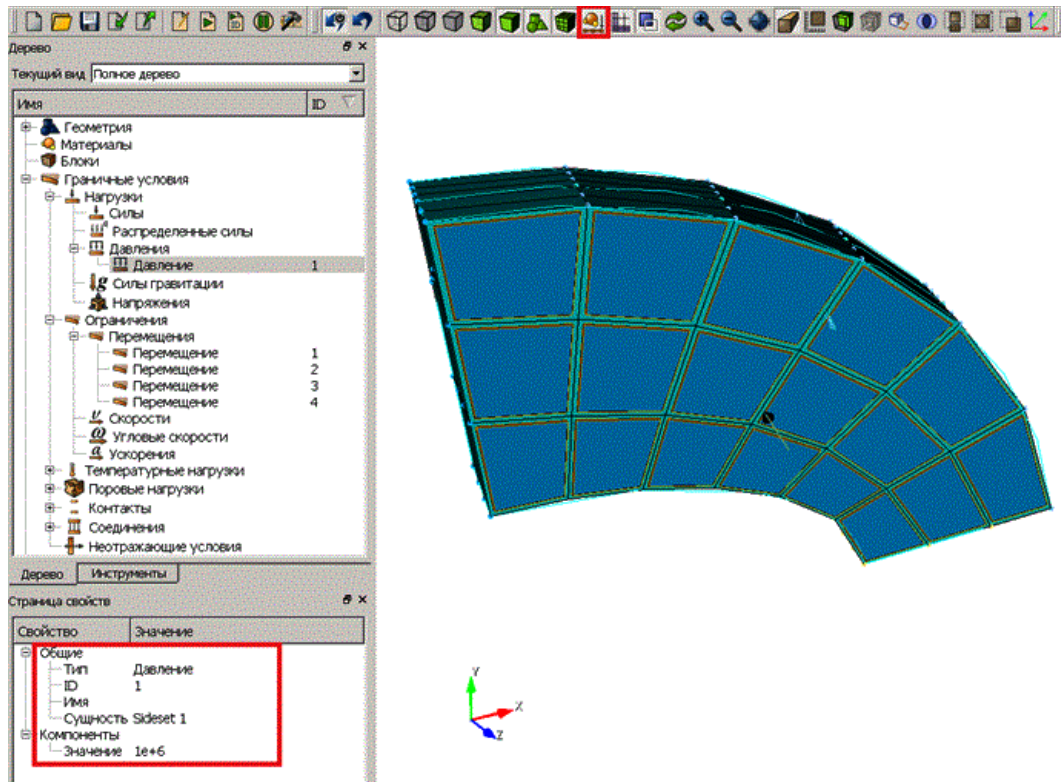 Дерево
Текущий вид Полное дерево
Имя ID
Геометрия
Материалы
Блоки
Граничные условия
Нагрузки
Силы
Распределенные силы
Давления
Давление 1
Силы гравитации
Напряжения
Ограничения
Перемещения
Перемещение 1
Перемещение 2
Перемещение 3
Перемещение 4
Скорости
Угловые скорости
Ускорения
Температурные нагрузки
Поровые нагрузки
Контакты
Соединения
Неотражающие условия
Дерево Инструменты
Страница свойств
Свойство Значение
Общие
Тип Давление
ID 1
Имя
Сущность Sideset 1
Компоненты
Значение 1e+6
Y
X
Z